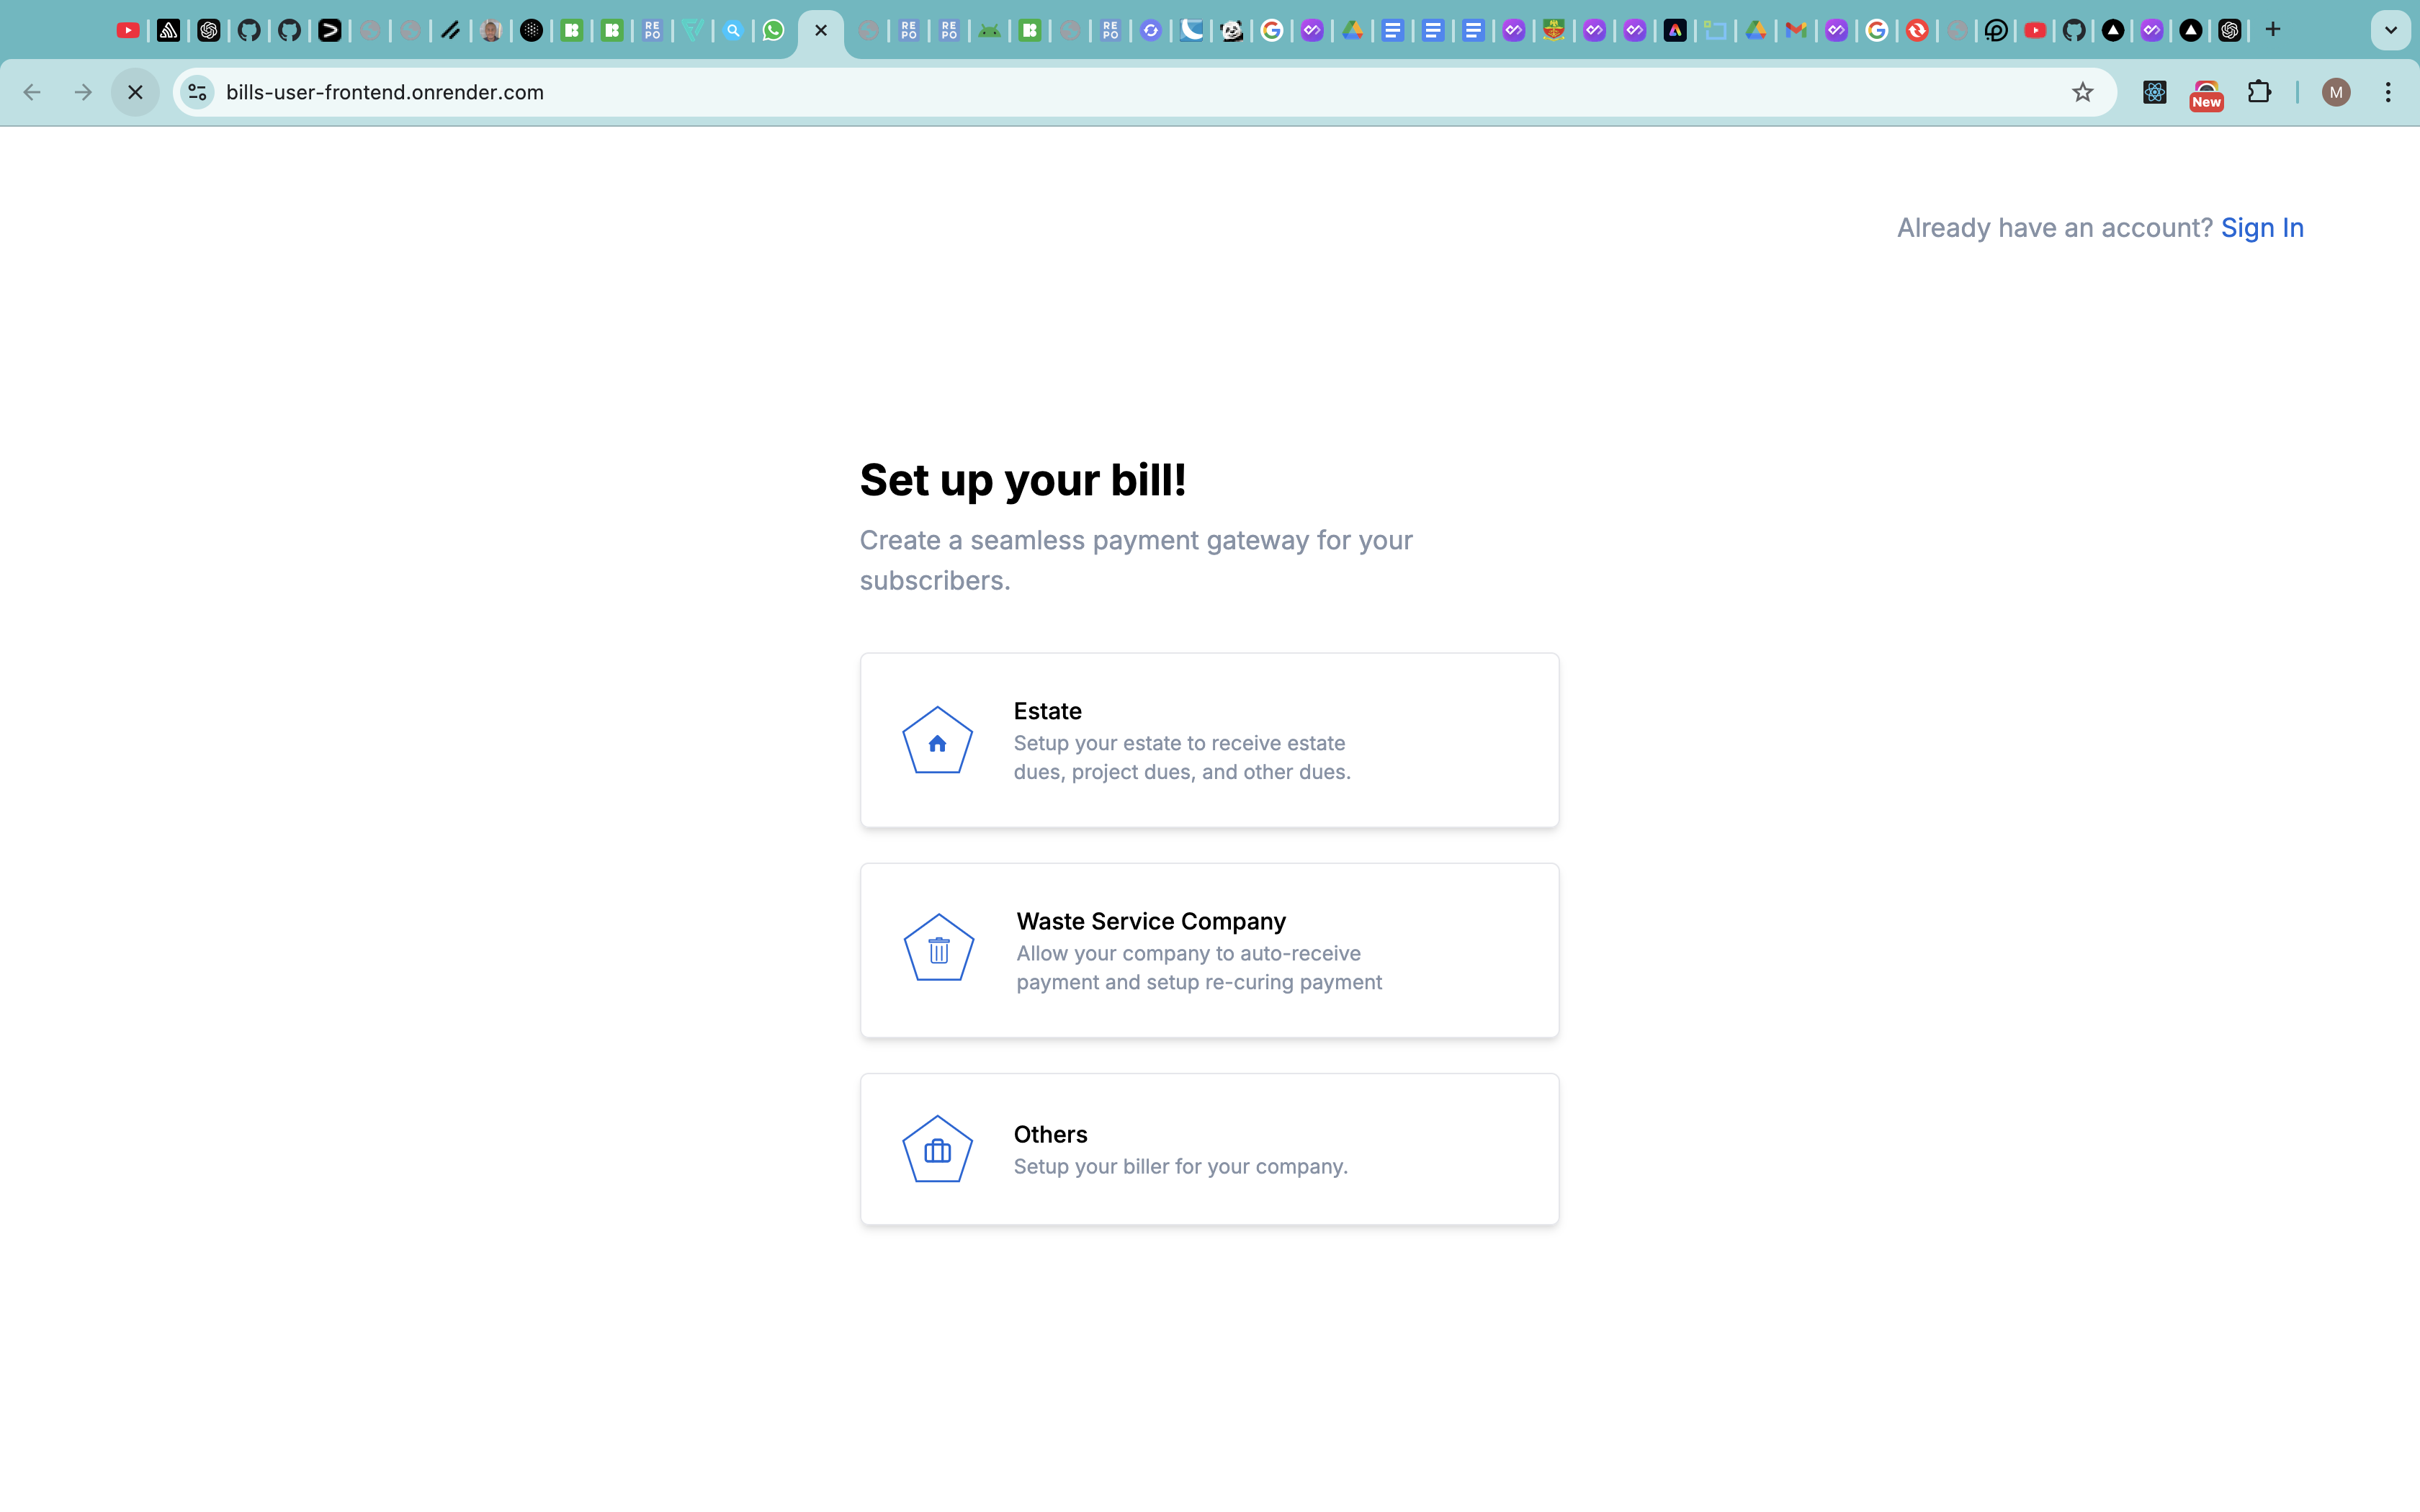 bills-user-frontend.onrender.com
New
M
Already have an account? Sign In
Set up your bill!
Create a seamless payment gateway for your
subscribers.
Estate
Setup your estate to receive estate
dues, project dues, and other dues.
Waste Service Company
Allow your company to auto-receive
payment and setup re-curing payment
Others
Setup your biller for your company.